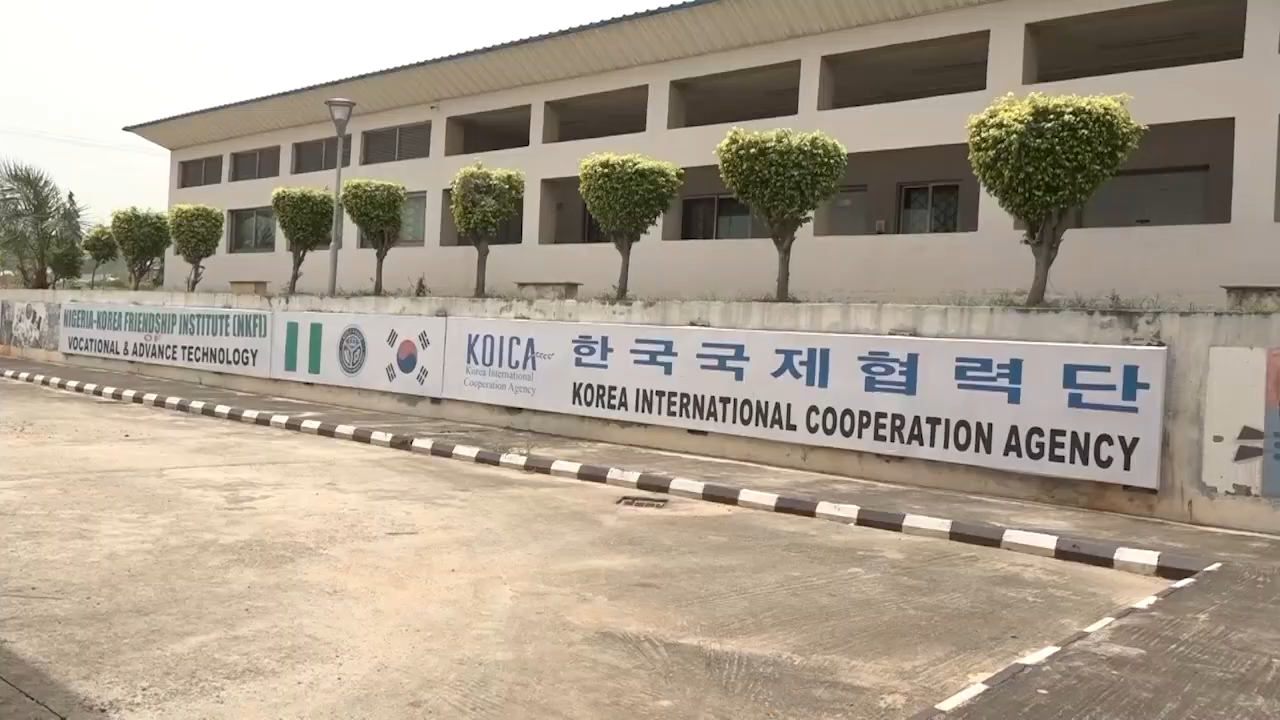 NIGERIA-KOREA FRIENDSHIP INSTITUTE (NKFI)
OF
VOCATIONAL & ADVANCE TECHNOLOGY
KOICA
Korea International
Cooperation Agency
한국국제협력단
KOREA INTERNATIONAL COOPERATION AGENCY